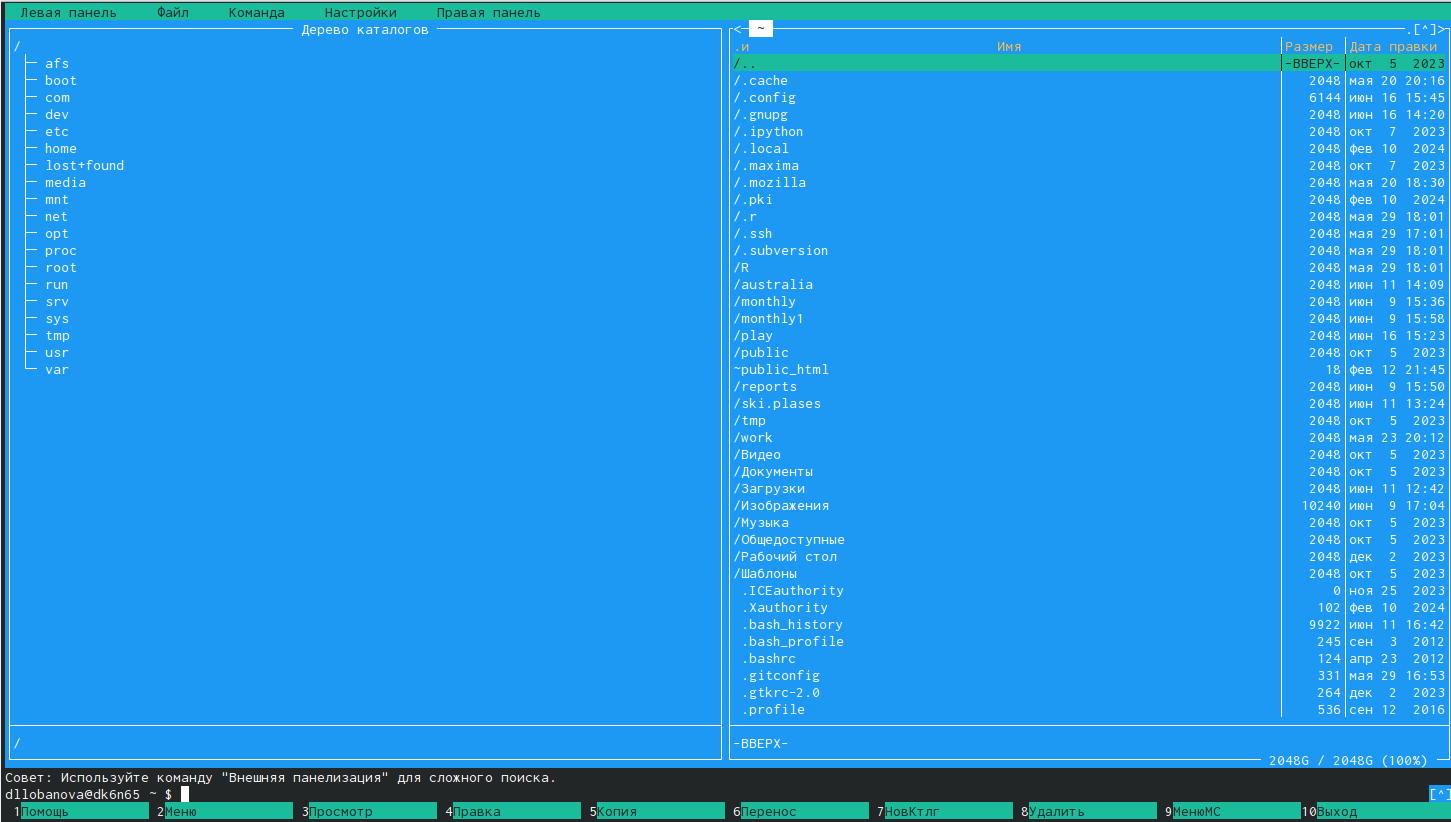 Левая панель Файл Команда Настройки Правая панель
Дерево каталогов
/
afs
boot
com
dev
etc
home
lost+found
media
mnt
net
opt
proc
root
run
srv
sys
tmp
usr
var
/
<─ ~ .[^]>
.и Имя Размер Дата правки
/.. -ВВЕРХ- окт 5 2023
/.cache 2048 мая 20 20:16
/.config 6144 июн 16 15:45
/.gnupg 2048 июн 16 14:20
/.ipython 2048 окт 7 2023
/.local 2048 фев 10 2024
/.maxima 2048 окт 7 2023
/.mozilla 2048 мая 20 18:30
/.pki 2048 фев 10 2024
/.r 2048 мая 29 18:01
/.ssh 2048 мая 29 17:01
/.subversion 2048 мая 29 18:01
/R 2048 мая 29 18:01
/australia 2048 июн 11 14:09
/monthly 2048 июн 9 15:36
/monthly1 2048 июн 9 15:58
/play 2048 июн 16 15:23
/public 2048 окт 5 2023
~public_html 18 фев 12 21:45
/reports 2048 июн 9 15:50
/ski.plases 2048 июн 11 13:24
/tmp 2048 окт 5 2023
/work 2048 мая 23 20:12
/Видео 2048 окт 5 2023
/Документы 2048 окт 5 2023
/Загрузки 2048 июн 11 12:42
/Изображения 10240 июн 9 17:04
/Музыка 2048 окт 5 2023
/Общедоступные 2048 окт 5 2023
/Рабочий стол 2048 дек 2 2023
/Шаблоны 2048 окт 5 2023
.ICEauthority 0 ноя 25 2023
.Xauthority 102 фев 10 2024
.bash_history 9922 июн 11 16:42
.bash_profile 245 сен 3 2012
.bashrc 124 апр 23 2012
.gitconfig 331 мая 29 16:53
.gtkrc-2.0 264 дек 2 2023
.profile 536 сен 12 2016
-ВВЕРХ-
2048G / 2048G (100%)
Совет: Используйте команду "Внешняя панелизация" для сложного поиска.
dllobanova@dk6n65 ~ $ [^]
1Помощь 2Меню 3Просмотр 4Правка 5Копия 6Перенос 7НовКтлг 8Удалить 9МенюМС 10Выход